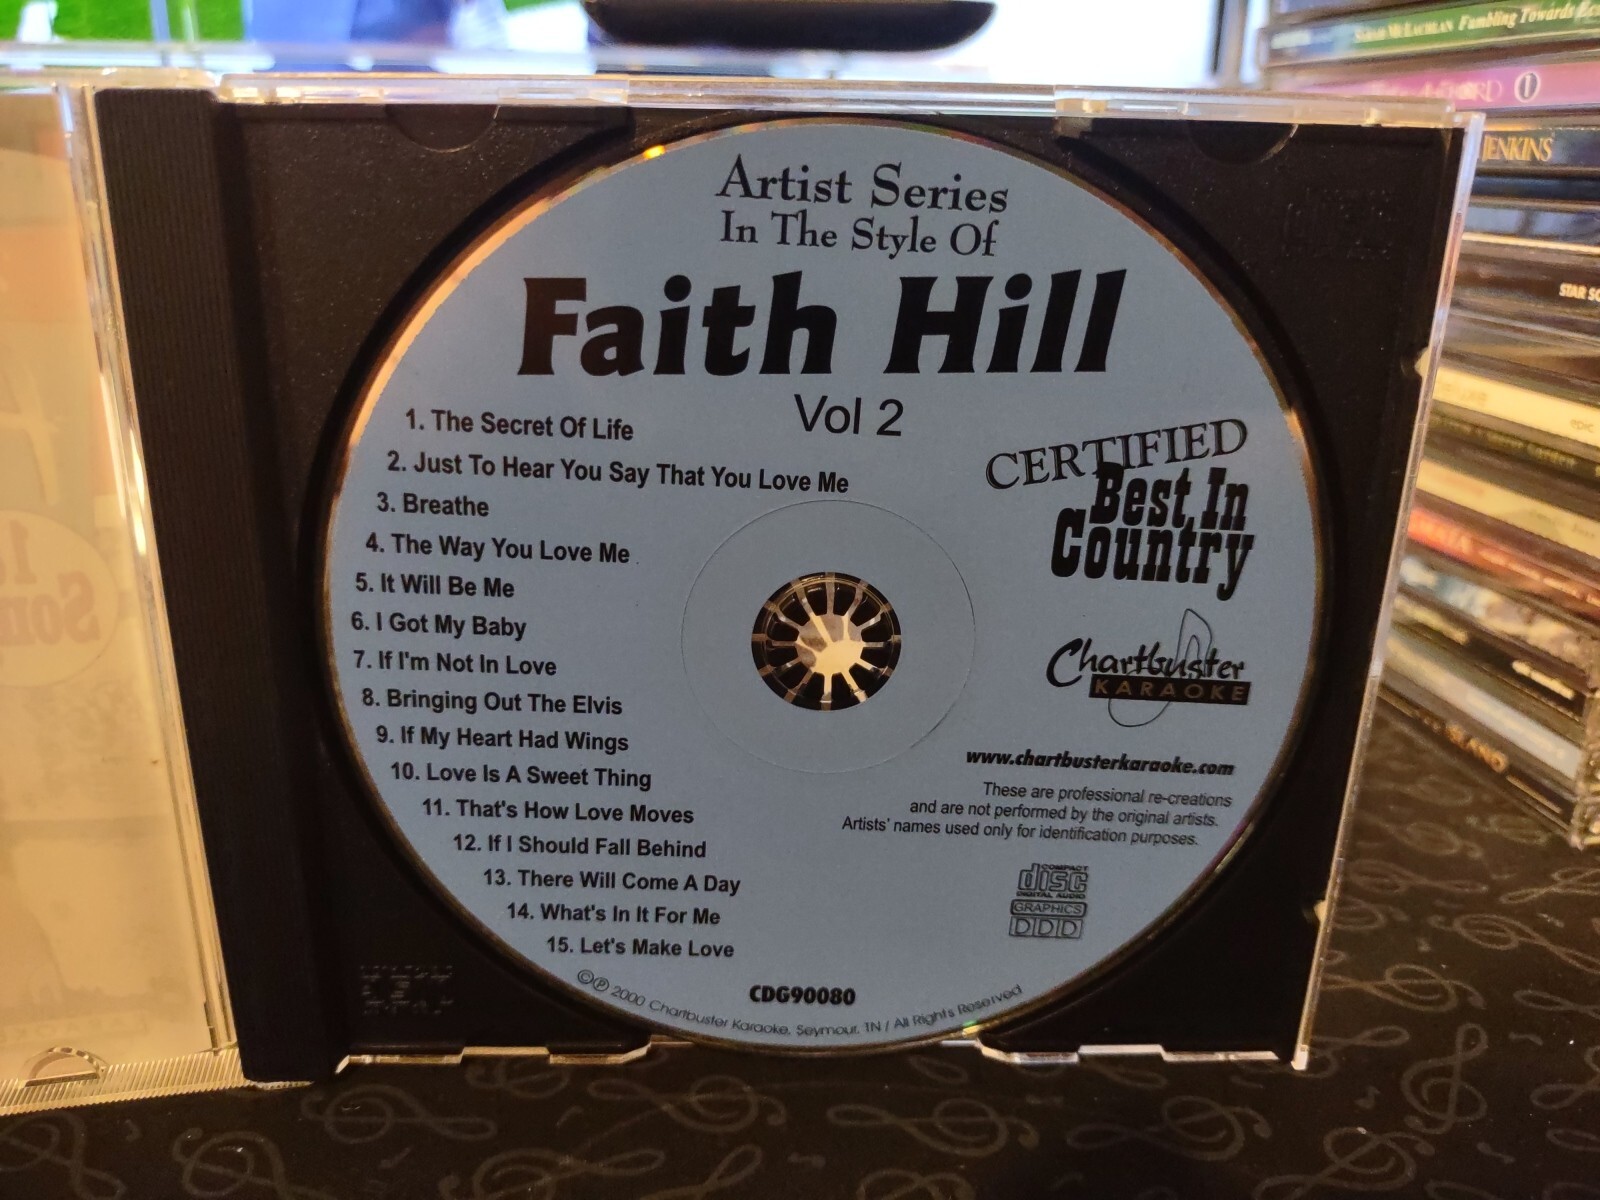 Artist Series
In The Style Of
Faith Hill
Vol 2
1. The Secret Of Life
2. Just To Hear You Say That You Love Me
3. Breathe
4. The Way You Love Me
5. It Will Be Me
6. I Got My Baby
7. If I'm Not In Love
8. Bringing Out The Elvis
9. If My Heart Had Wings
10. Love Is A Sweet Thing
11. That's How Love Moves
12. If I Should Fall Behind
13. There Will Come A Day
14. What's In It For Me
15. Let's Make Love
CERTIFIED
Best In
Country
Chartbuster
KARAOKE
www.chartbusterkaraoke.com
These are professional re-creations
and are not performed by the original artists.
Artists' names used only for identification purposes.
COMPACT
disc
DIGITAL AUDIO
GRAPHICS
DDD
CDG90080
©℗ 2000 Chartbuster Karaoke, Seymour, TN / All Rights Reserved
SARAH MCLACHLAN Fumbling Towards
JENKINS
STAR
epic
ISLAND